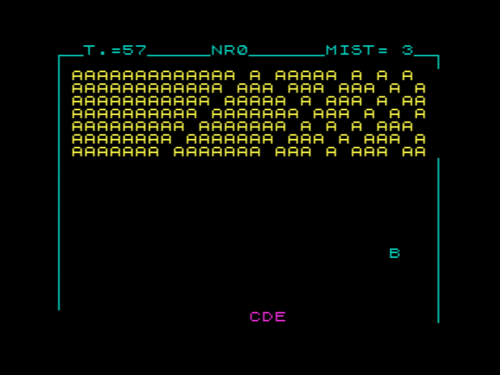 T.=57 NR0 MIST= 3
AAAAAAAAAAAAA A AAAAA A A A
AAAAAAAAAAAA AAA AAA AAA A A
AAAAAAAAAAA AAAAA A AAA A AA
AAAAAAAAAA AAAAAAA AAA A A A
AAAAAAAAA AAAAAAA A A A AAA
AAAAAAAA AAAAAAA AAA A AAA A
AAAAAAA AAAAAAA AAA A AAA AA
B
CDE